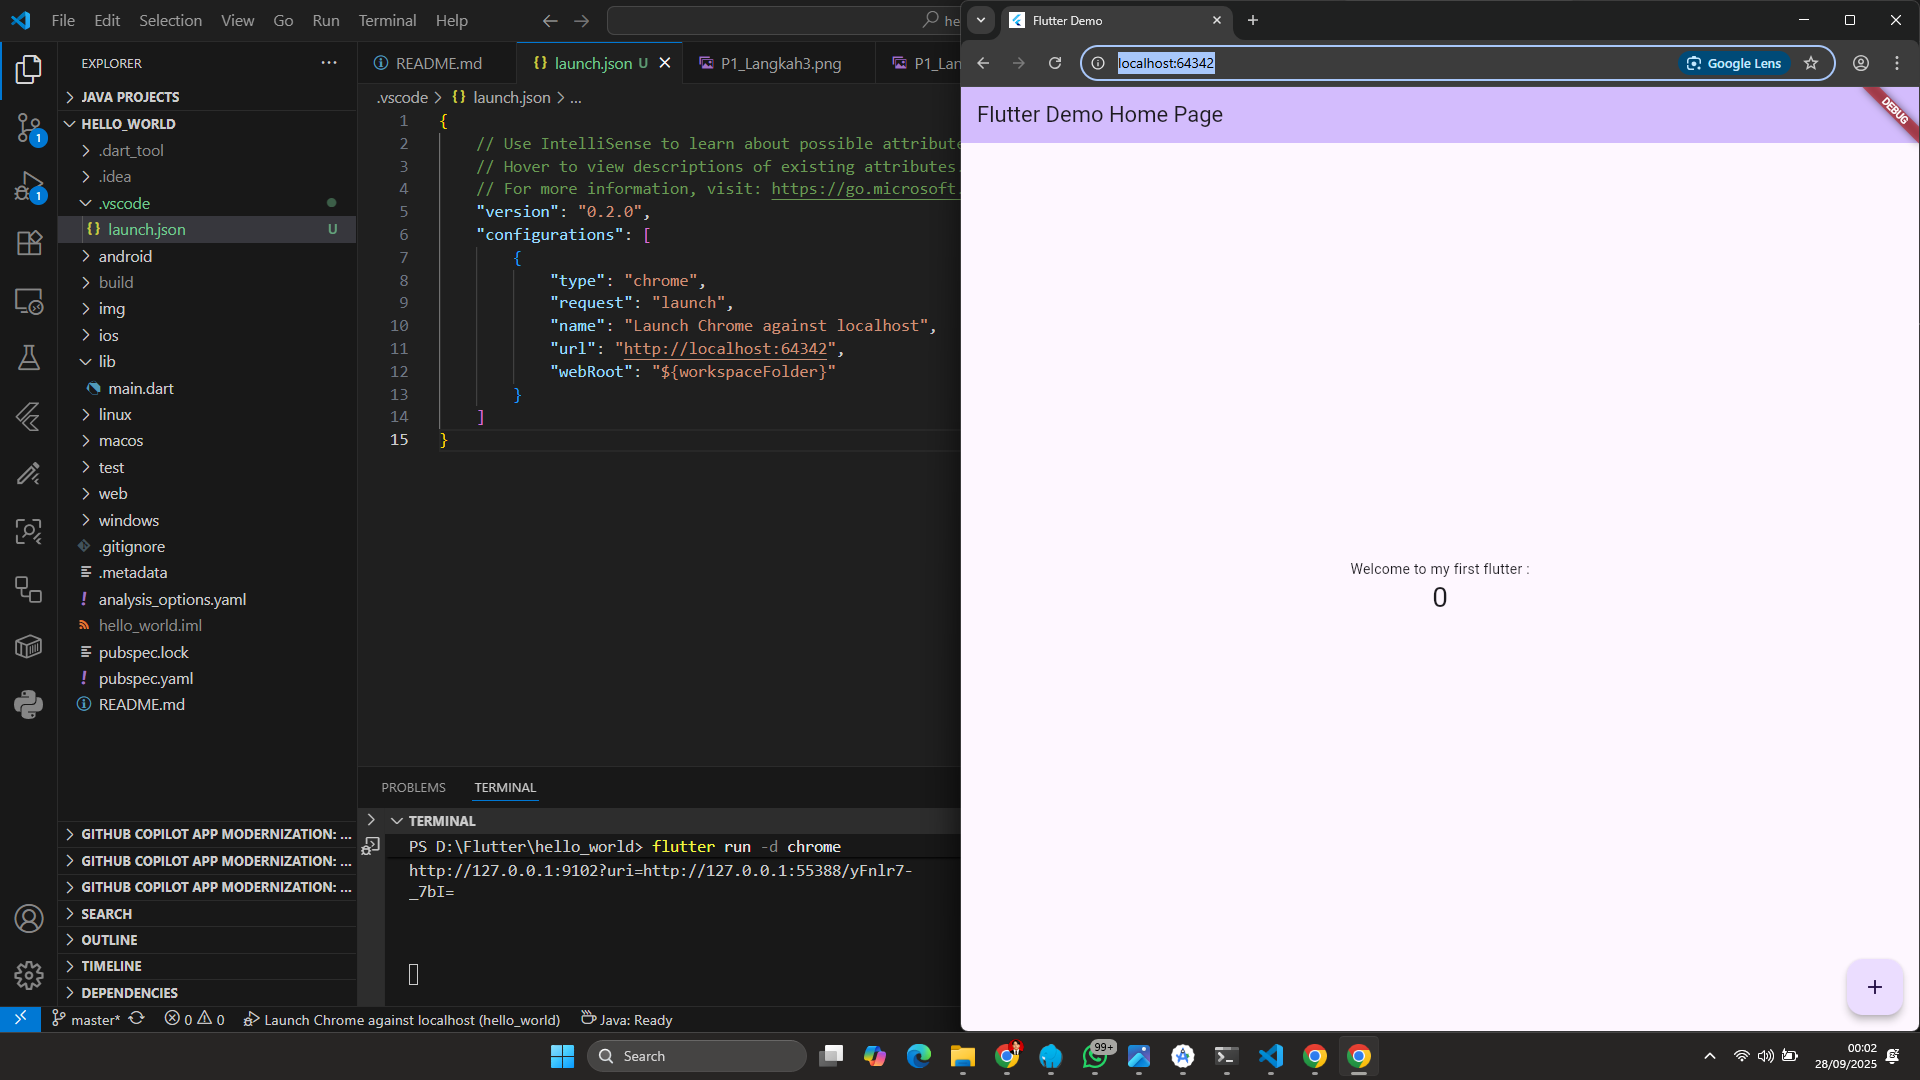 File Edit Selection View Go Run Terminal Help
he
EXPLORER
JAVA PROJECTS
HELLO_WORLD
.dart_tool
.idea
.vscode
launch.json U
android
build
img
ios
lib
main.dart
linux
macos
test
web
windows
.gitignore
.metadata
analysis_options.yaml
hello_world.iml
pubspec.lock
pubspec.yaml
README.md
GITHUB COPILOT APP MODERNIZATION: ...
GITHUB COPILOT APP MODERNIZATION: ...
GITHUB COPILOT APP MODERNIZATION: ...
SEARCH
OUTLINE
TIMELINE
DEPENDENCIES
1
1
README.md
launch.json U
P1_Langkah3.png
P1_Lan
.vscode > {} launch.json > ...
1 {
2 // Use IntelliSense to learn about possible attribute
3 // Hover to view descriptions of existing attributes.
4 // For more information, visit: https://go.microsoft.
5 "version": "0.2.0",
6 "configurations": [
7 {
8 "type": "chrome",
9 "request": "launch",
10 "name": "Launch Chrome against localhost",
11 "url": "http://localhost:64342",
12 "webRoot": "${workspaceFolder}"
13 }
14 ]
15 }
PROBLEMS TERMINAL
TERMINAL
PS D:\Flutter\hello_world> flutter run -d chrome
http://127.0.0.1:9102?uri=http://127.0.0.1:55388/yFnlr7-
_7bI=
master* 0 0 Launch Chrome against localhost (hello_world) Java: Ready
Flutter Demo
localhost:64342
Google Lens
Flutter Demo Home Page
DEBUG
Welcome to my first flutter :
0
+
Search
99+
00:02
28/09/2025